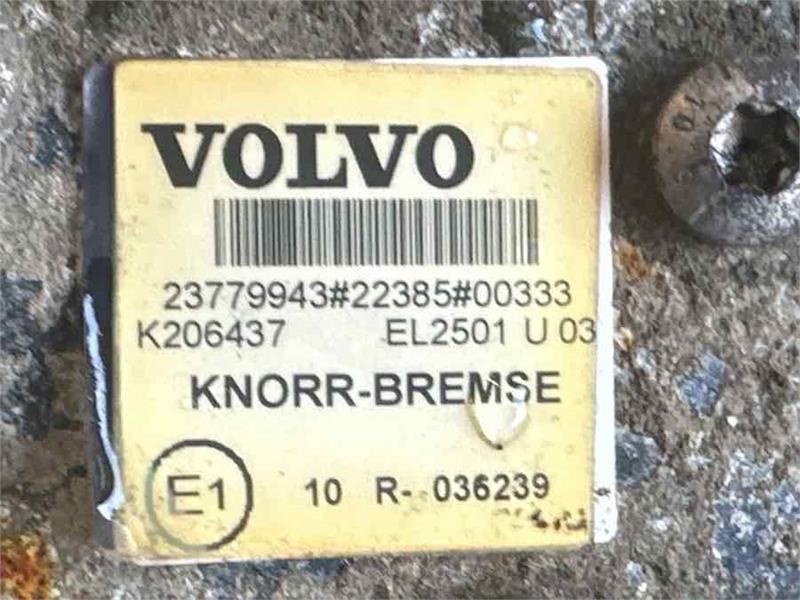 VOLVO
23779943#22385#00333
K206437 EL2501 U 03
KNORR-BREMSE
E1 10 R- 036239